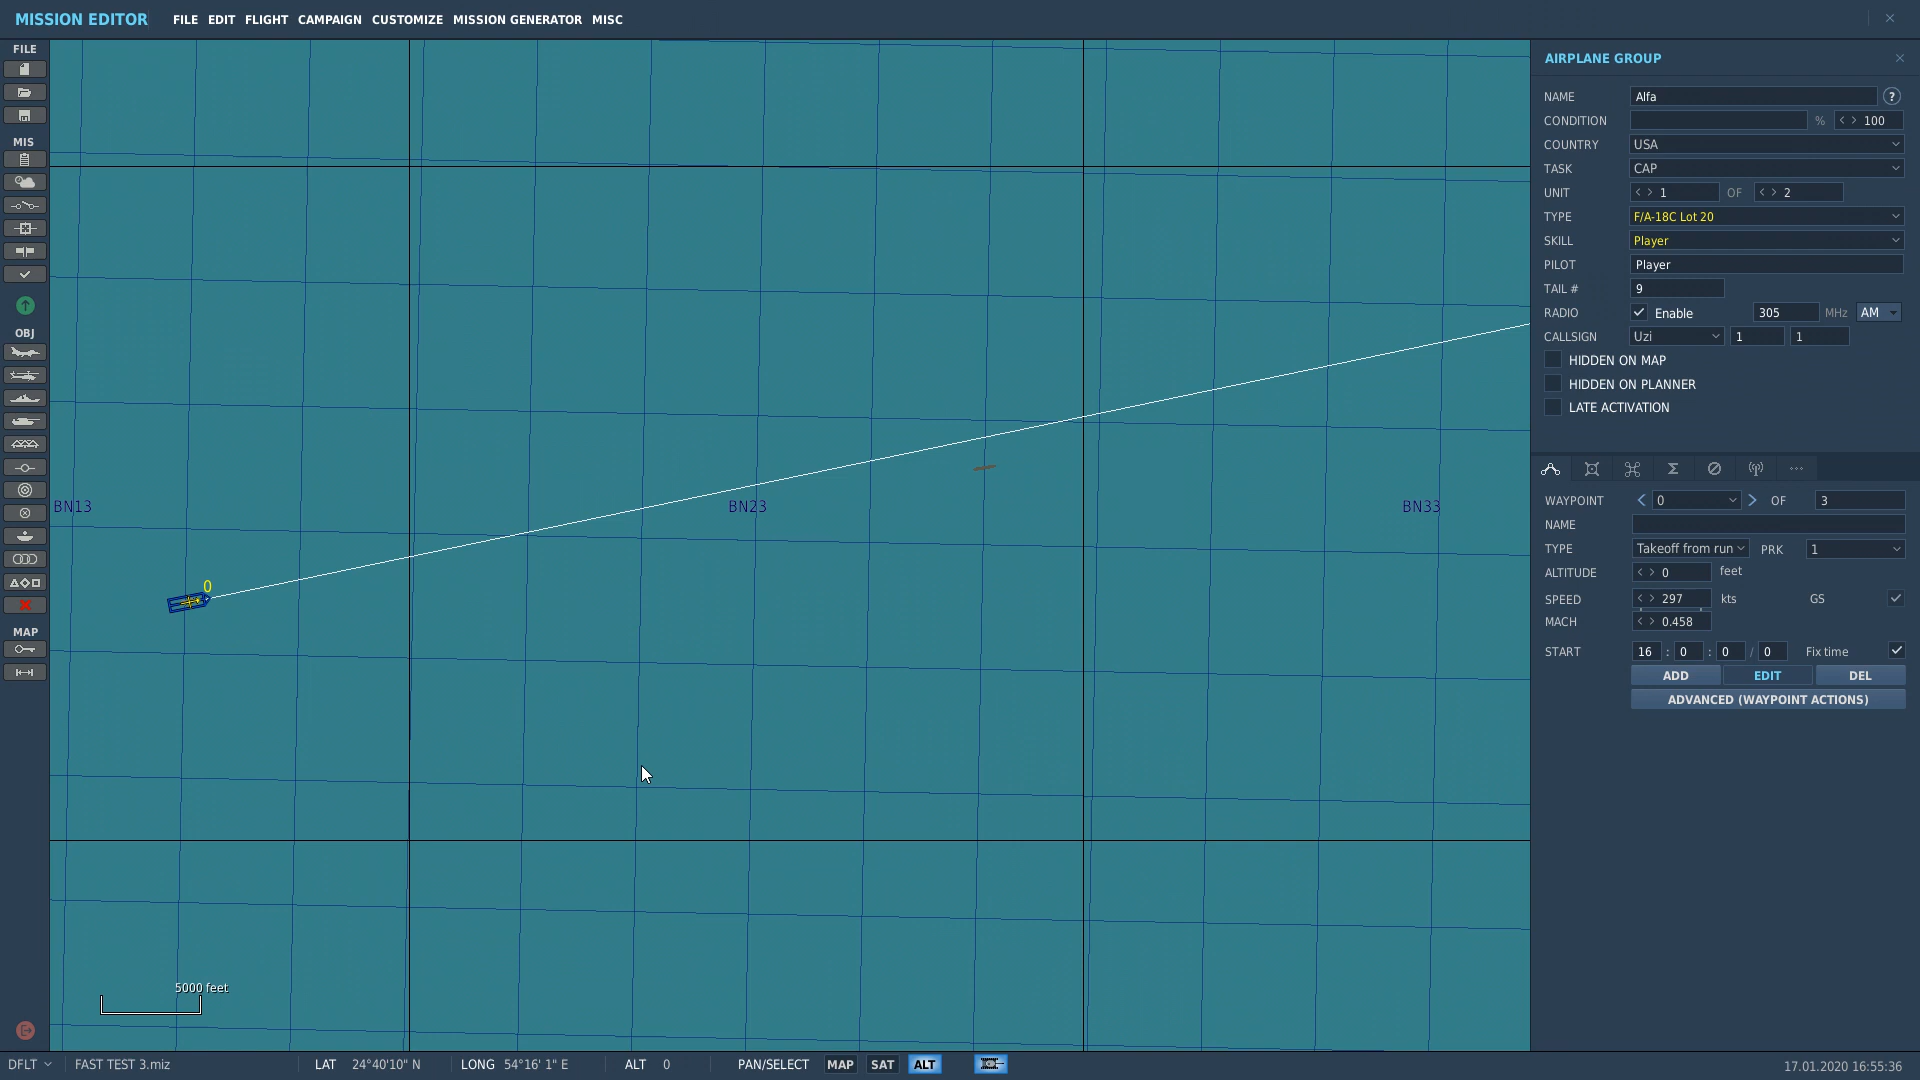 MISSION EDITOR FILE EDIT FLIGHT CAMPAIGN CUSTOMIZE MISSION GENERATOR MISC
FILE
MIS
OBJ
MAP
BN13
BN23
BN33
0
5000 feet
AIRPLANE GROUP
NAME Alfa ?
CONDITION % < > 100
COUNTRY USA
TASK CAP
UNIT < > 1 OF < > 2
TYPE F/A-18C Lot 20
SKILL Player
PILOT Player
TAIL # 9
RADIO Enable 305 MHz AM
CALLSIGN Uzi 1 1
HIDDEN ON MAP
HIDDEN ON PLANNER
LATE ACTIVATION
WAYPOINT < 0 > OF 3
NAME
TYPE Takeoff from run PRK 1
ALTITUDE < > 0 feet
SPEED < > 297 kts GS
MACH < > 0.458
START 16 : 0 : 0 / 0 Fix time
ADD EDIT DEL
ADVANCED (WAYPOINT ACTIONS)
DFLT FAST TEST 3.miz LAT 24°40'10" N LONG 54°16' 1" E ALT 0 PAN/SELECT MAP SAT ALT 17.01.2020 16:55:36